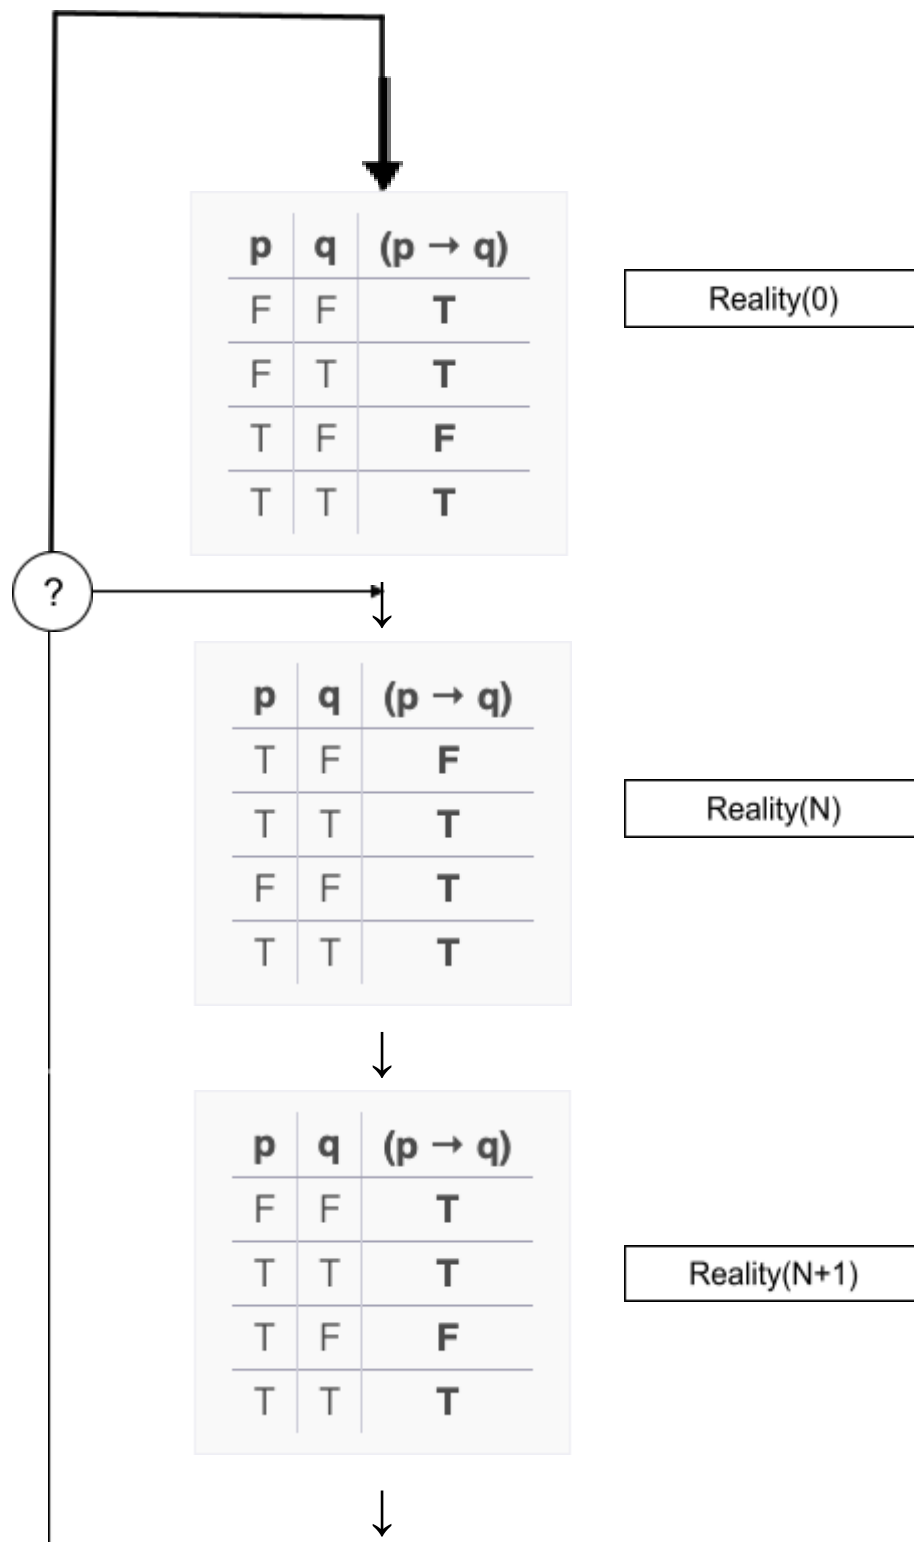 p q (p → q)
F F T
Reality(0)
F T T
T F F
T T T
?
p q (p → q)
T F F
T T T
Reality(N)
F F T
T T T
p q (p → q)
F F T
T T T
Reality(N+1)
T F F
T T T